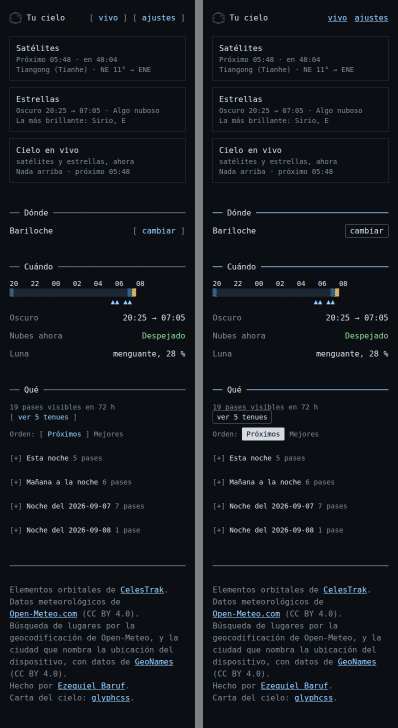 Tu cielo [ vivo ] [ ajustes ]
Satélites
Próximo 05:48 · en 48:04
Tiangong (Tianhe) · NE 11° → ENE
Estrellas
Oscuro 20:25 → 07:05 · Algo nuboso
La más brillante: Sirio, E
Cielo en vivo
satélites y estrellas, ahora
Nada arriba · próximo 05:48
Dónde
Bariloche [ cambiar ]
Cuándo
20 22 00 02 04 06 08
Oscuro 20:25 → 07:05
Nubes ahora Despejado
Luna menguante, 28 %
Qué
19 pases visibles en 72 h
[ ver 5 tenues ]
Orden: [ Próximos ] Mejores
[+] Esta noche 5 pases
[+] Mañana a la noche 6 pases
[+] Noche del 2026-09-07 7 pases
[+] Noche del 2026-09-08 1 pase
Elementos orbitales de CelesTrak.
Datos meteorológicos de
Open-Meteo.com (CC BY 4.0).
Búsqueda de lugares por la
geocodificación de Open-Meteo, y la
ciudad que nombra la ubicación del
dispositivo, con datos de GeoNames
(CC BY 4.0).
Hecho por Ezequiel Baruf.
Carta del cielo: glyphcss.
Tu cielo vivo ajustes
Satélites
Próximo 05:48 · en 48:04
Tiangong (Tianhe) · NE 11° → ENE
Estrellas
Oscuro 20:25 → 07:05 · Algo nuboso
La más brillante: Sirio, E
Cielo en vivo
satélites y estrellas, ahora
Nada arriba · próximo 05:48
Dónde
Bariloche cambiar
Cuándo
20 22 00 02 04 06 08
Oscuro 20:25 → 07:05
Nubes ahora Despejado
Luna menguante, 28 %
Qué
19 pases visibles en 72 h
ver 5 tenues
Orden: Próximos Mejores
[+] Esta noche 5 pases
[+] Mañana a la noche 6 pases
[+] Noche del 2026-09-07 7 pases
[+] Noche del 2026-09-08 1 pase
Elementos orbitales de CelesTrak.
Datos meteorológicos de
Open-Meteo.com (CC BY 4.0).
Búsqueda de lugares por la
geocodificación de Open-Meteo, y la
ciudad que nombra la ubicación del
dispositivo, con datos de GeoNames
(CC BY 4.0).
Hecho por Ezequiel Baruf.
Carta del cielo: glyphcss.